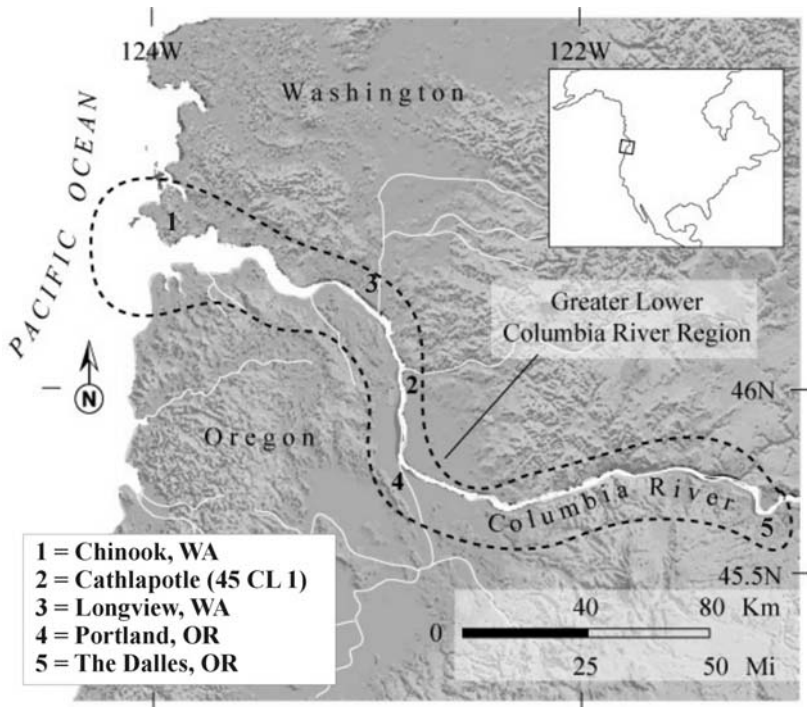 124W
122W
Washington
PACIFIC OCEAN
1
3
Greater Lower
Columbia River
Region
N
2
46N
Oregon
4
Columbia River
5
1 = Chinook, WA
2 = Cathlapotle (45 CL 1)
3 = Longview, WA
4 = Portland, OR
5 = The Dalles, OR
45.5N
40 80 Km
0
25 50 Mi